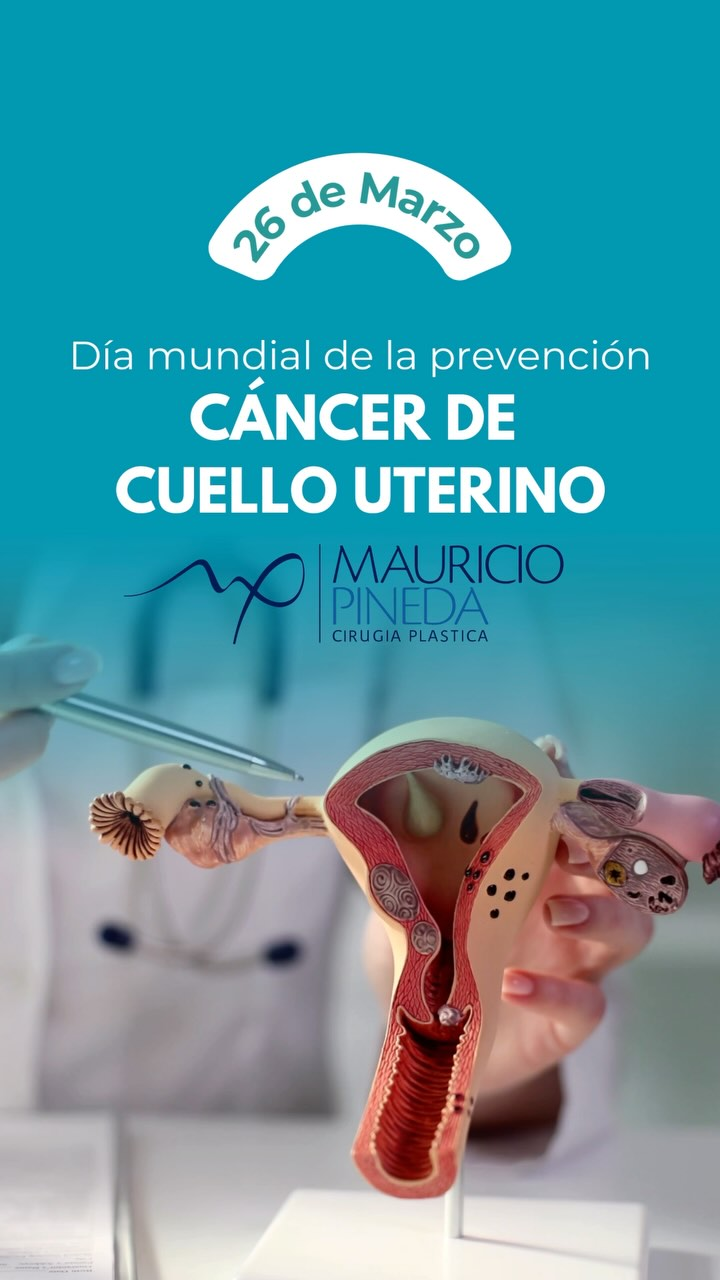 26 de Marzo
Día mundial de la prevención
CÁNCER DE
CUELLO UTERINO
MAURICIO
PINEDA
CIRUGIA PLASTICA